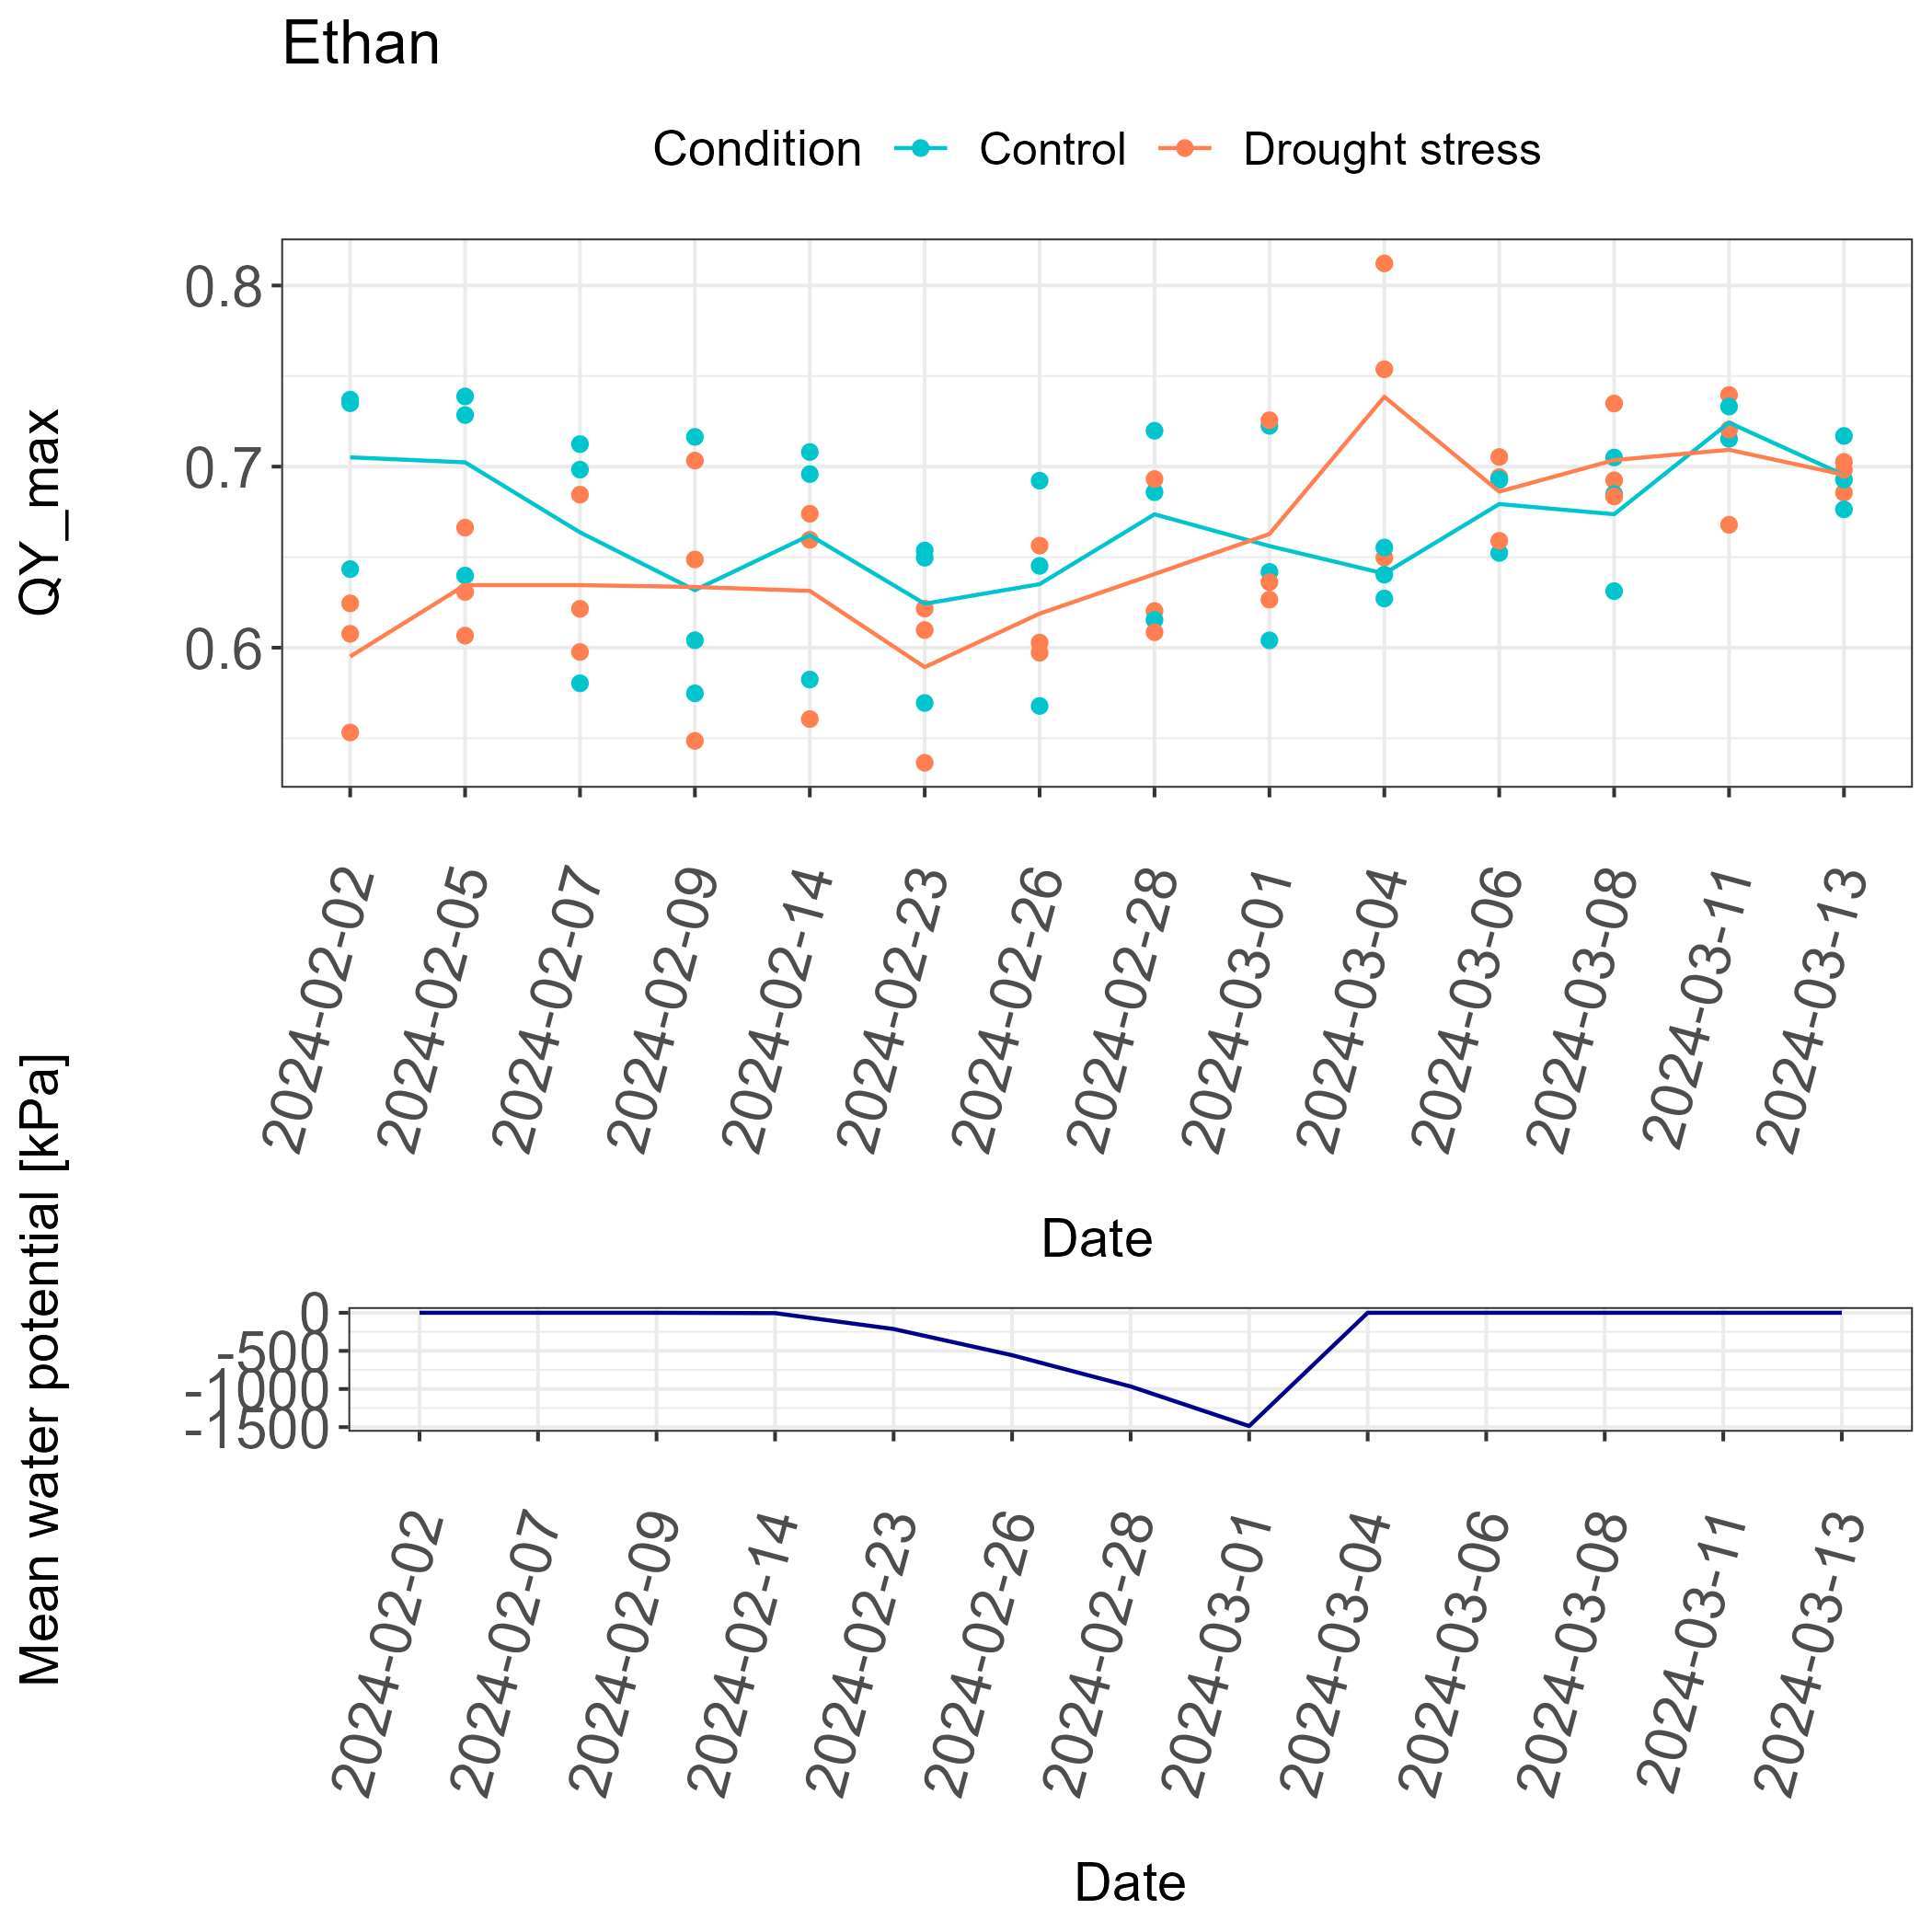 Ethan
Condition Control Drought stress
QY_max
0.8
0.7
0.6
2024-02-02 2024-02-05 2024-02-07 2024-02-09 2024-02-14 2024-02-23 2024-02-26 2024-02-28 2024-03-01 2024-03-04 2024-03-06 2024-03-08 2024-03-11 2024-03-13
Date
Mean water potential [kPa]
0
-500
-1000
-1500
2024-02-02 2024-02-07 2024-02-09 2024-02-14 2024-02-23 2024-02-26 2024-02-28 2024-03-01 2024-03-04 2024-03-06 2024-03-08 2024-03-11 2024-03-13
Date